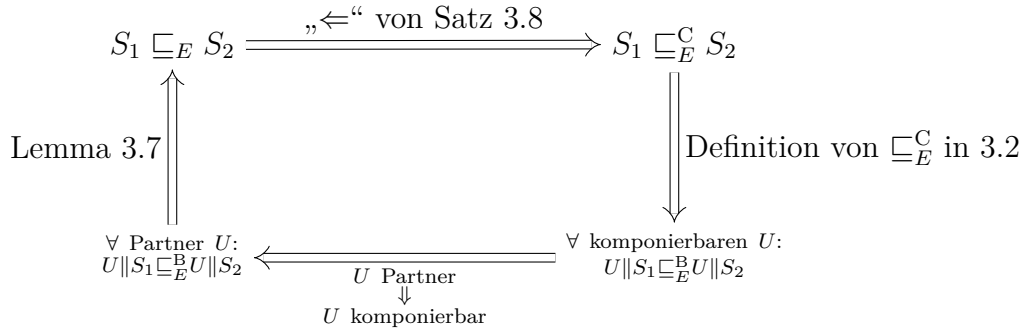 „⇐“ von Satz 3.8
S₁ ⊑_E S₂
S₁ ⊑_E^C S₂
Lemma 3.7
Definition von ⊑_E^C in 3.2
∀ Partner U:
U‖S₁⊑_E^B U‖S₂
∀ komponierbaren U:
U‖S₁⊑_E^B U‖S₂
U Partner
⇓
U komponierbar